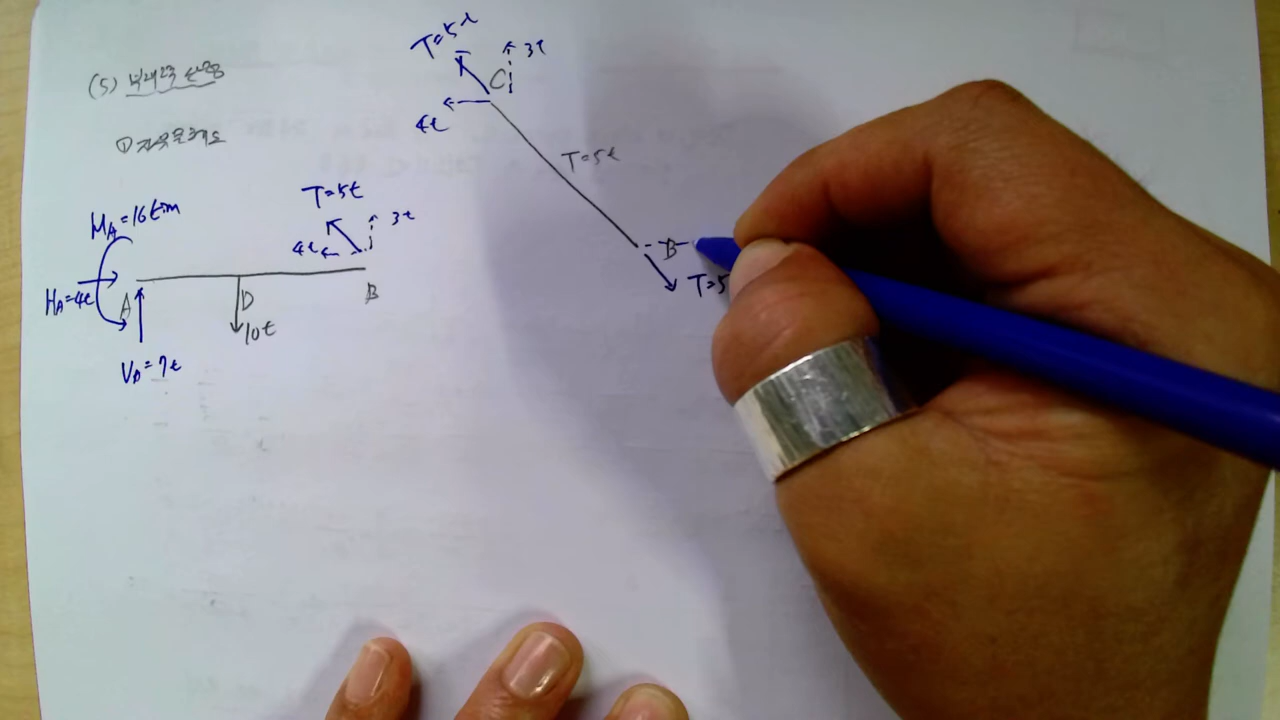 (5) 부재력 산정
① 자유물체도
T=5t
3t
C
4t
T=5t
B
T=5
M_A=16t·m
T=5t
3t
4t
H_A=4t
A
D
B
10t
V_A=7t